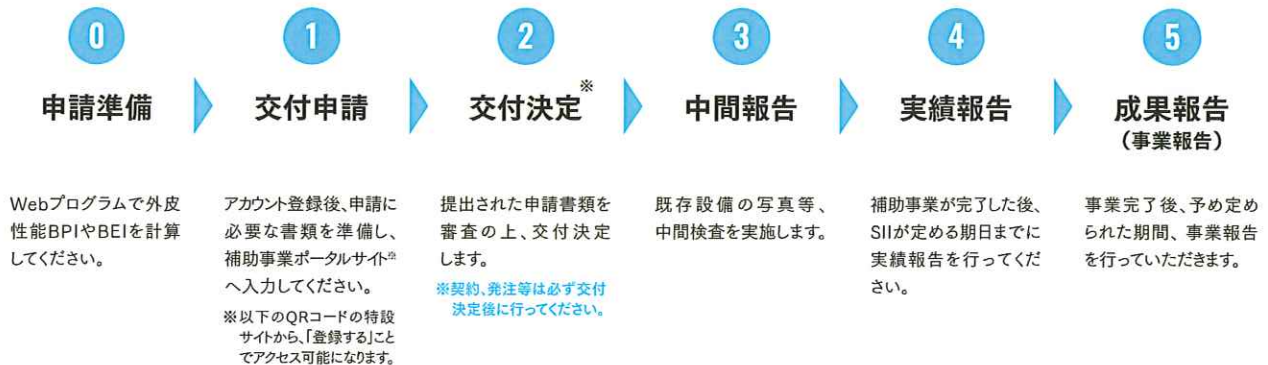 0
申請準備
Webプログラムで外皮
性能BPIやBEIを計算
してください。
1
交付申請
アカウント登録後、申請に
必要な書類を準備し、
補助事業ポータルサイト※
へ入力してください。
※以下のQRコードの特設
サイトから、「登録する」こと
でアクセス可能になります。
2
交付決定※
提出された申請書類を
審査の上、交付決定
します。
※契約、発注等は必ず交付
決定後に行ってください。
3
中間報告
既存設備の写真等、
中間検査を実施します。
4
実績報告
補助事業が完了した後、
SIIが定める期日までに
実績報告を行ってくだ
さい。
5
成果報告
（事業報告）
事業完了後、予め定め
られた期間、事業報告
を行っていただきます。